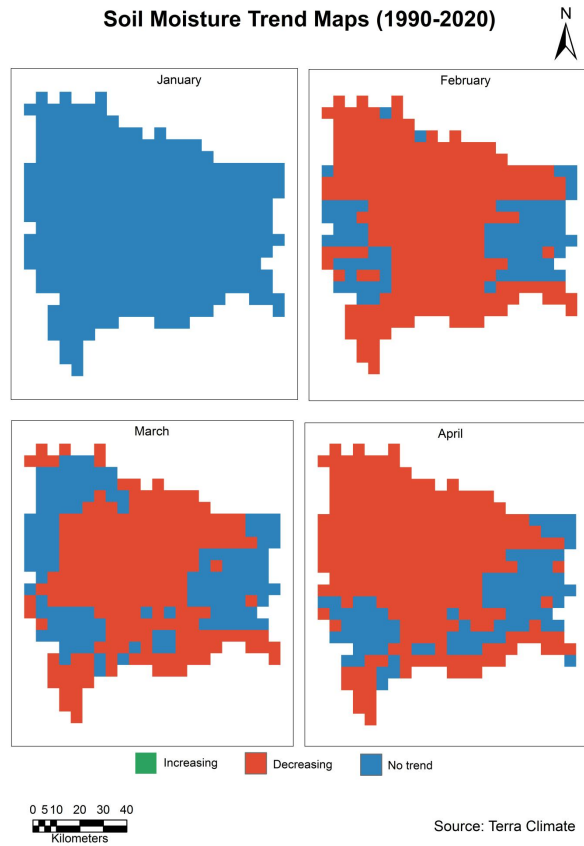 Soil Moisture Trend Maps (1990-2020)
N
January
February
March
April
Increasing
Decreasing
No trend
0 5 10 20 30 40
Kilometers
Source: Terra Climate